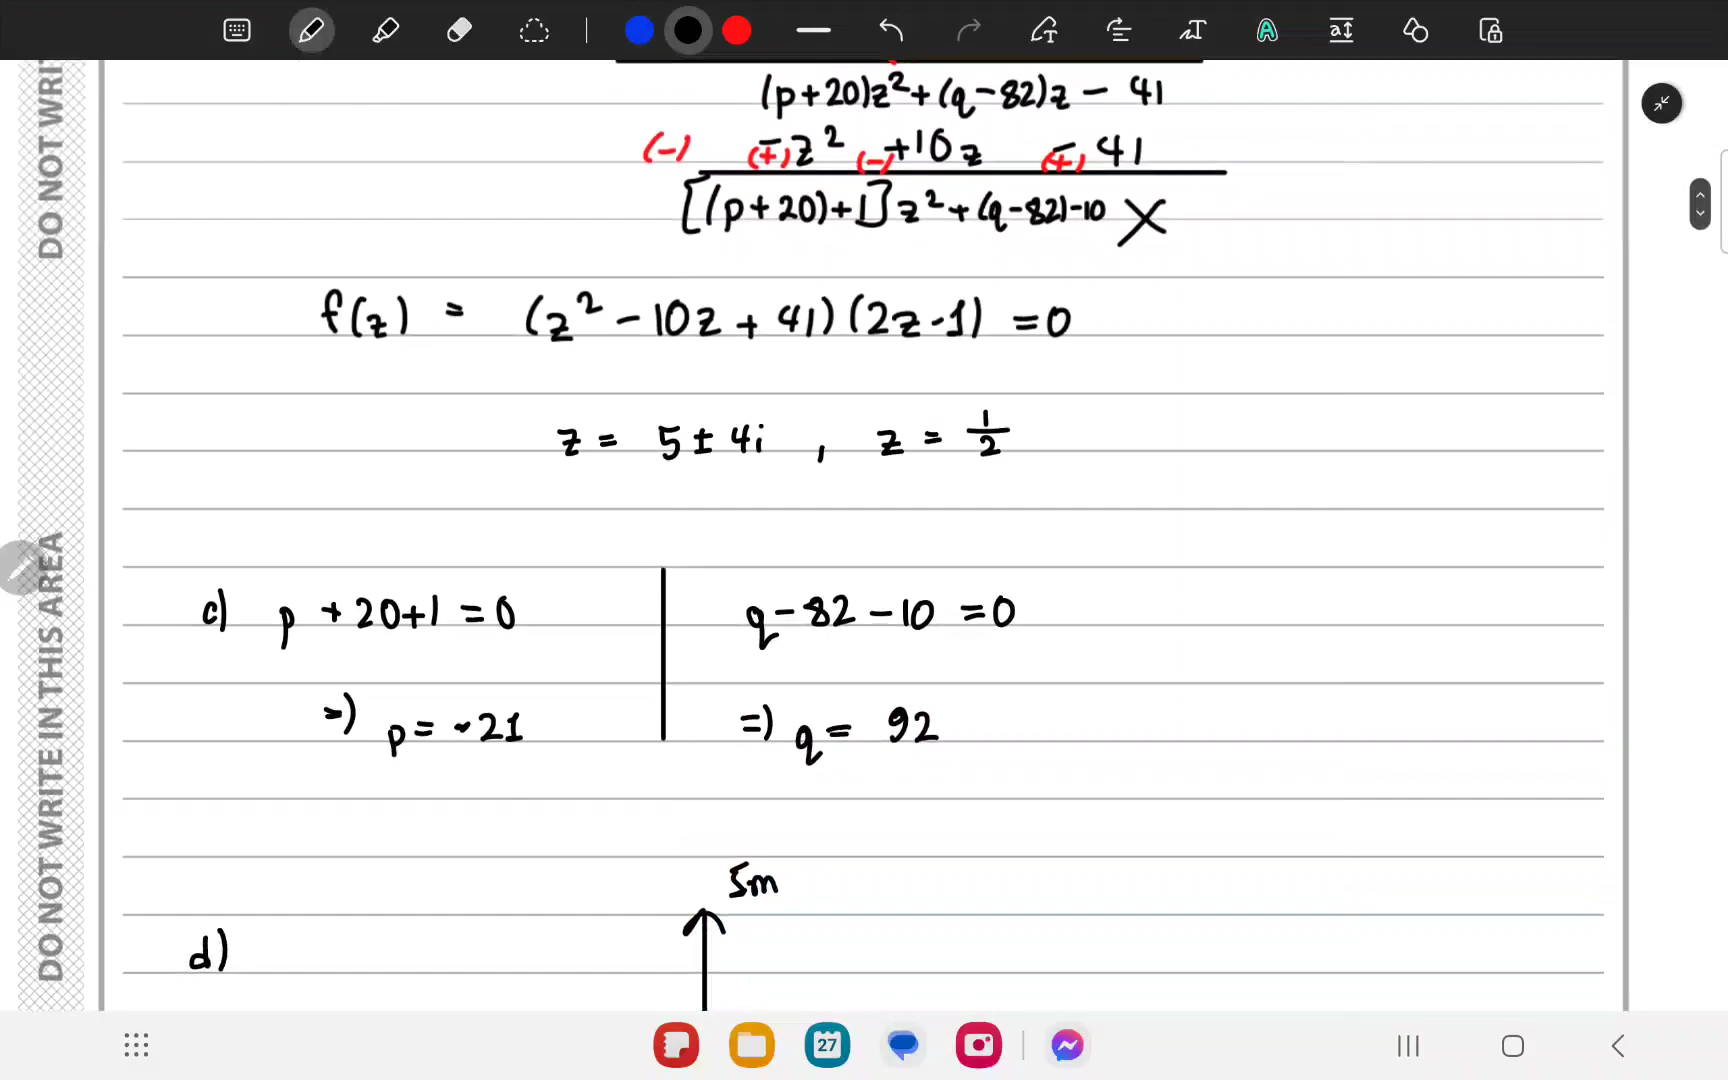 (p+20)z²+(q-82)z - 41
(-) -(+)z² (-)+10z -(+) 41
[(p+20)+1]z²+(q-82)-10 X
f(z) = (z² - 10z + 41)(2z-1) = 0
z = 5 ± 4i , z = 1/2
c) p + 20+1 = 0 q - 82 - 10 = 0
=) p = -21 =) q = 92
Im
d)
DO NOT WRI
DO NOT WRITE IN THIS AREA
27